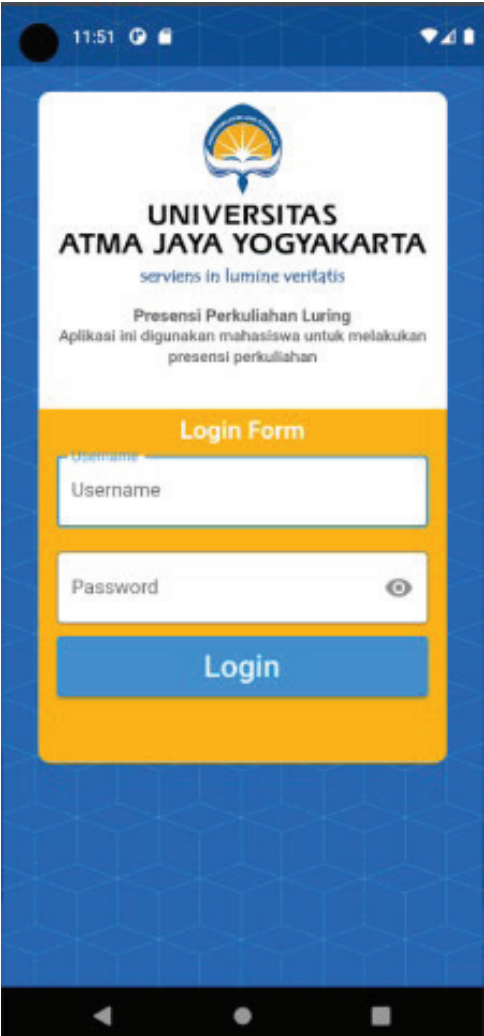 11:51
UNIVERSITAS
ATMA JAYA YOGYAKARTA
serviens in lumine veritatis
Presensi Perkuliahan Luring
Aplikasi ini digunakan mahasiswa untuk melakukan
presensi perkuliahan
Login Form
Username
Username
Password
Login